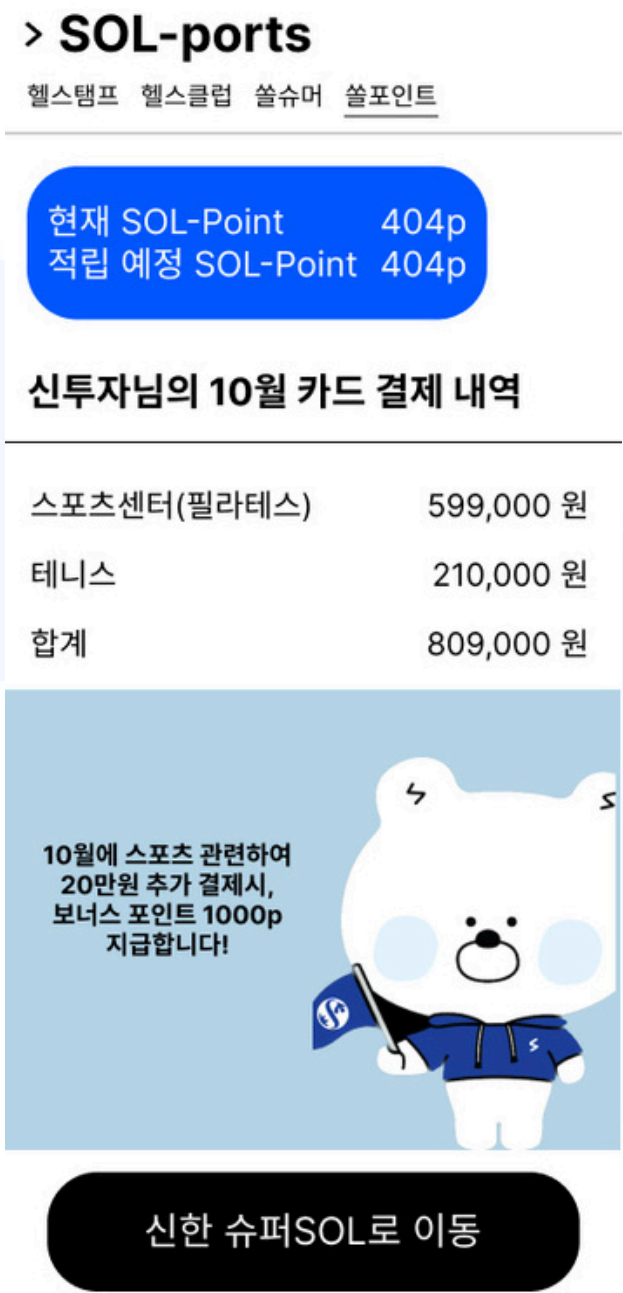 > SOL-ports
헬스탬프 헬스클럽 쏠슈머 쏠포인트
현재 SOL-Point 404p
적립 예정 SOL-Point 404p
신투자님의 10월 카드 결제 내역
스포츠센터(필라테스) 599,000 원
테니스 210,000 원
합계 809,000 원
10월에 스포츠 관련하여
20만원 추가 결제시,
보너스 포인트 1000p
지급합니다!
신한 슈퍼SOL로 이동